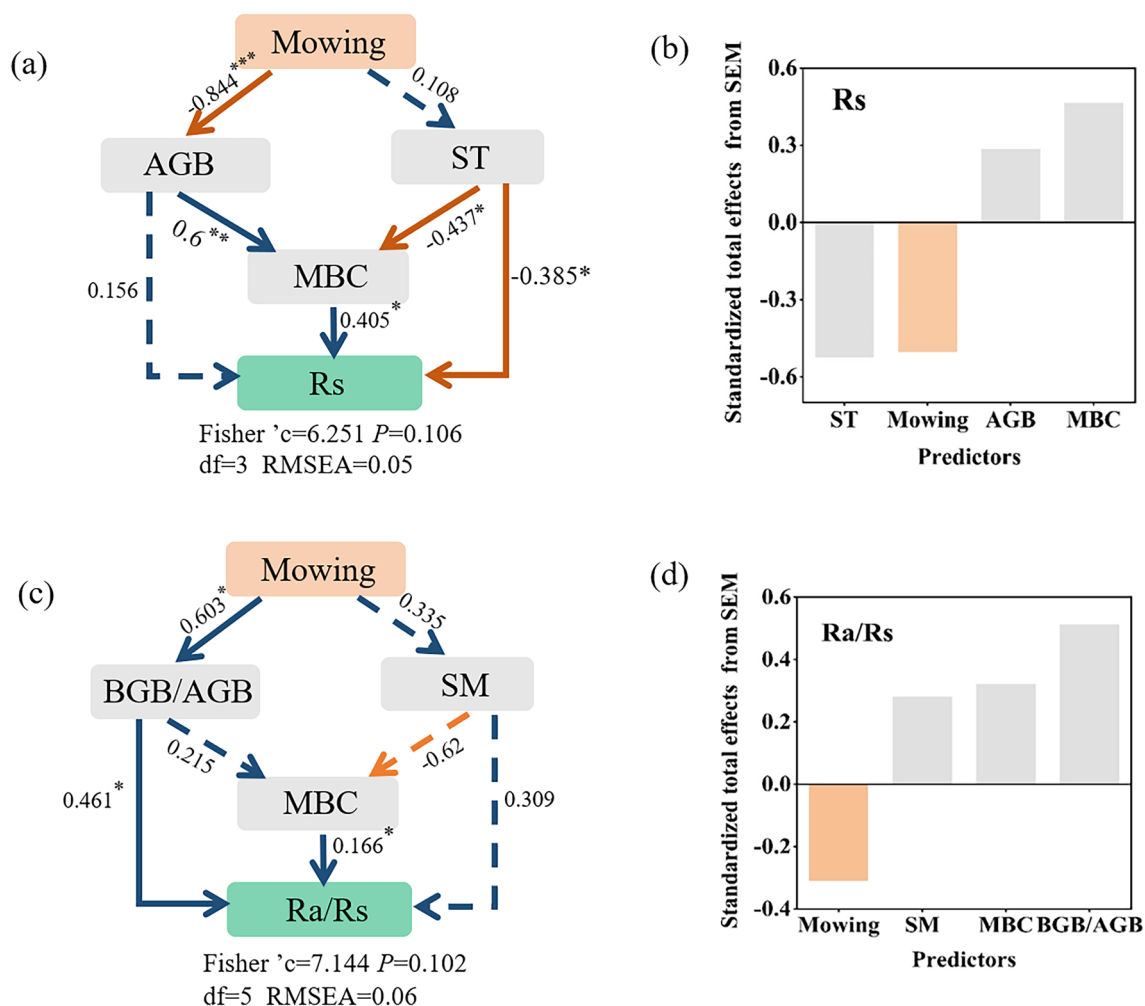 (a)
Mowing
-0.844***
0.108
AGB
ST
0.6**
-0.437*
MBC
0.156
-0.385*
0.405*
Rs
Fisher ’c=6.251 P=0.106
df=3 RMSEA=0.05
(b)
Standardized total effects from SEM
0.6
0.3
0.0
-0.3
-0.6
Rs
ST Mowing AGB MBC
Predictors
(c)
Mowing
0.603*
0.335
BGB/AGB
SM
0.215
-0.62
0.461*
MBC
0.309
0.166*
Ra/Rs
Fisher ’c=7.144 P=0.102
df=5 RMSEA=0.06
(d)
Standardized total effects from SEM
0.6
0.4
0.2
0.0
-0.2
-0.4
Ra/Rs
Mowing SM MBC BGB/AGB
Predictors